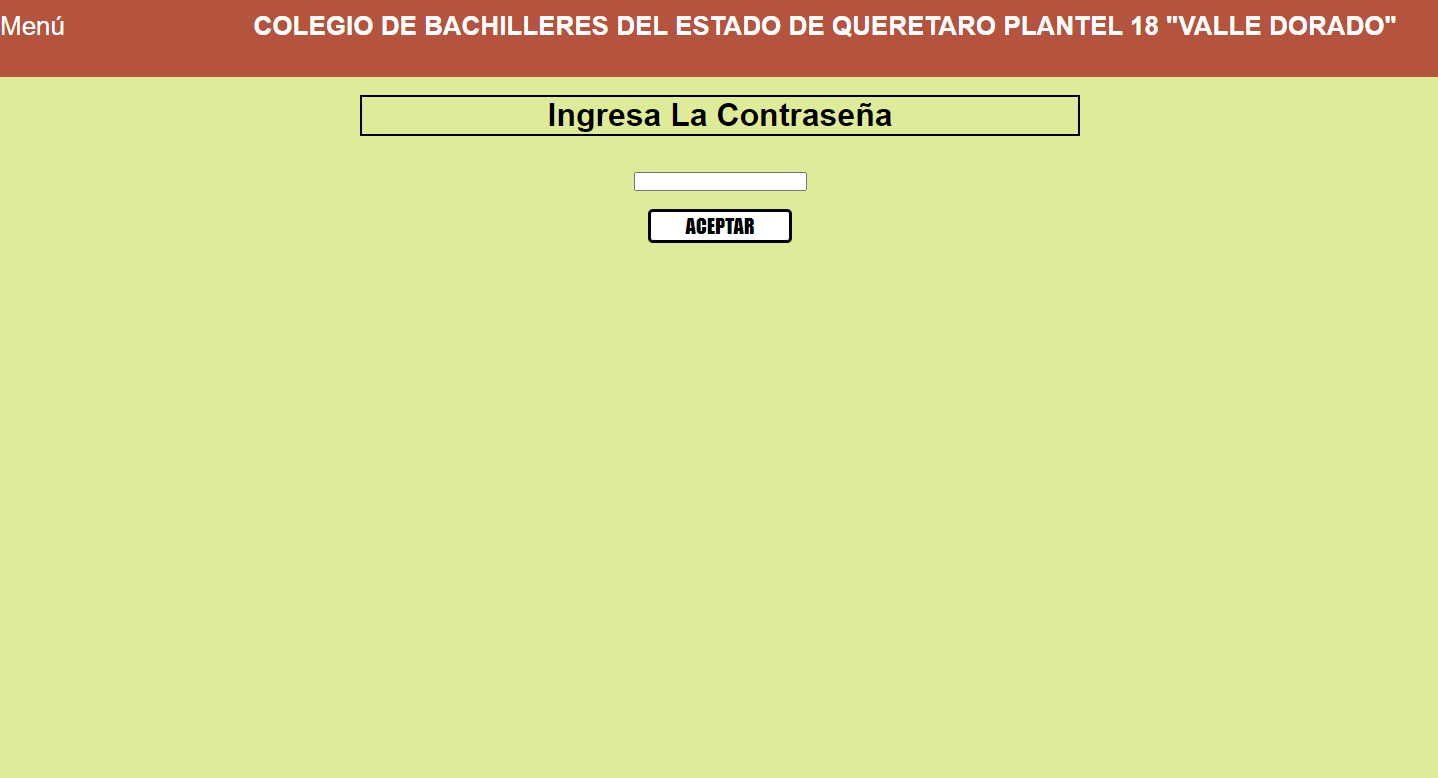 Menú
COLEGIO DE BACHILLERES DEL ESTADO DE QUERETARO PLANTEL 18 "VALLE DORADO"
Ingresa La Contraseña
ACEPTAR